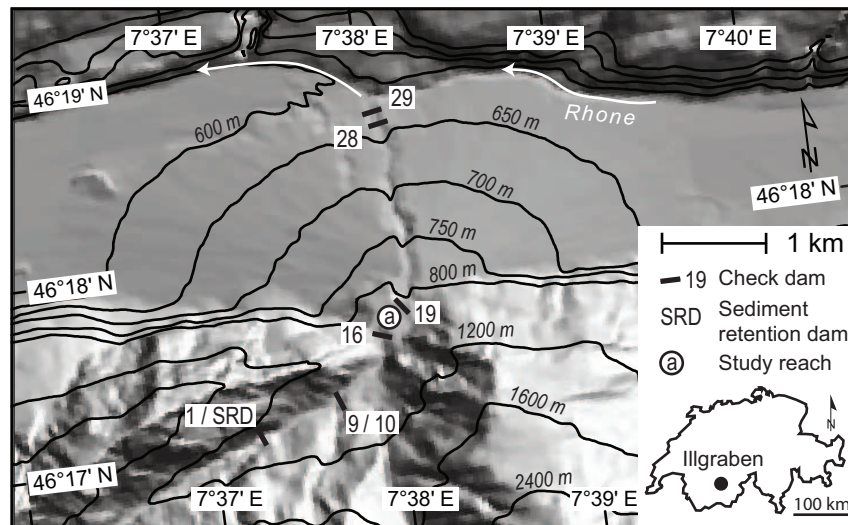 7°37' E
7°38' E
7°39' E
7°40' E
46°19' N
29
28
600 m
650 m
Rhone
N
46°18' N
700 m
750 m
800 m
46°18' N
a
19
16
1200 m
1 / SRD
9 / 10
1600 m
2400 m
46°17' N
7°37' E
7°38' E
7°39' E
1 km
19 Check dam
SRD Sediment
retention dam
a Study reach
N
Illgraben
100 km